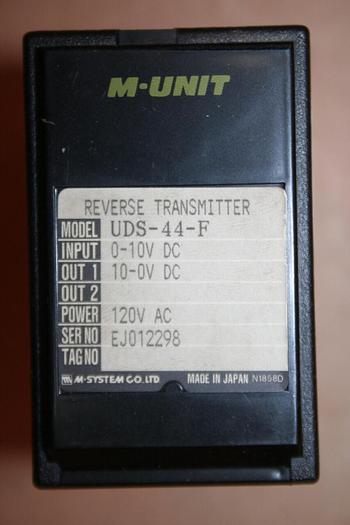 M-UNIT
REVERSE TRANSMITTER
MODEL UDS-44-F
INPUT 0-10V DC
OUT 1 10-0V DC
OUT 2
POWER 120V AC
SER NO EJ012298
TAG NO
M-SYSTEM CO.,LTD MADE IN JAPAN N1858D